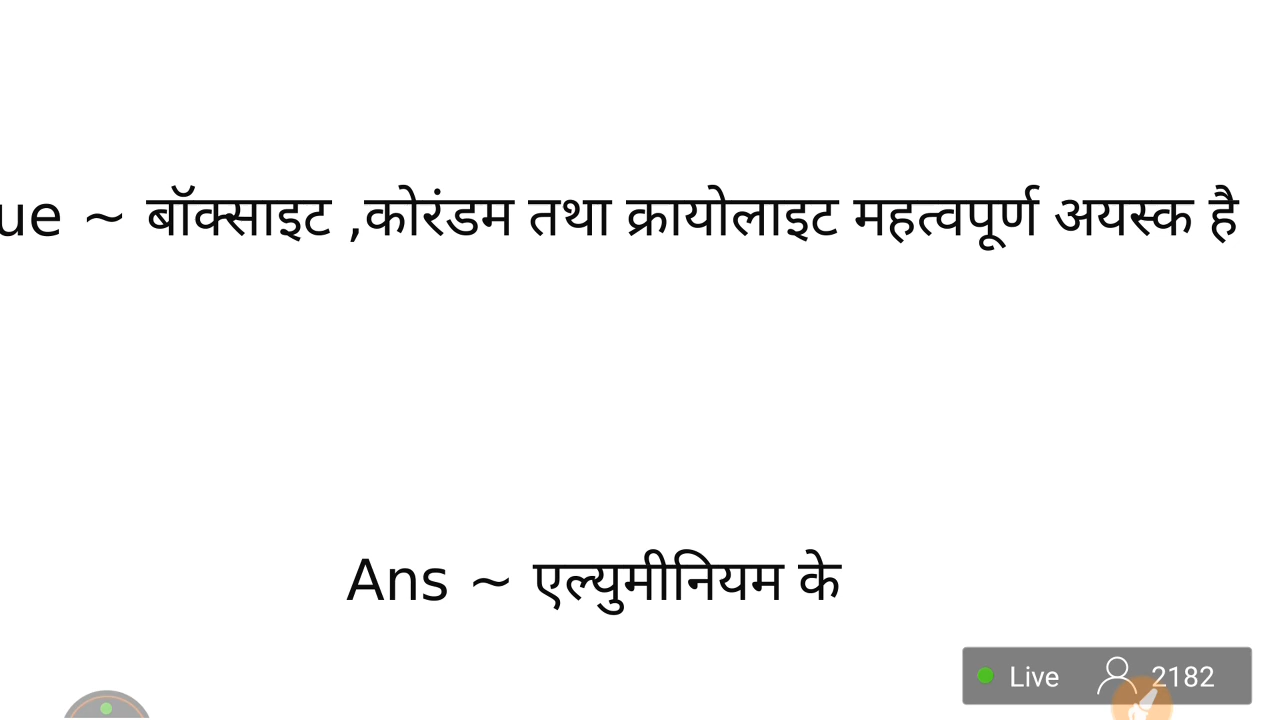 ue ~ बॉक्साइट ,कोरंडम तथा क्रायोलाइट महत्वपूर्ण अयस्क है
Ans ~ एल्युमीनियम के
Live 2182